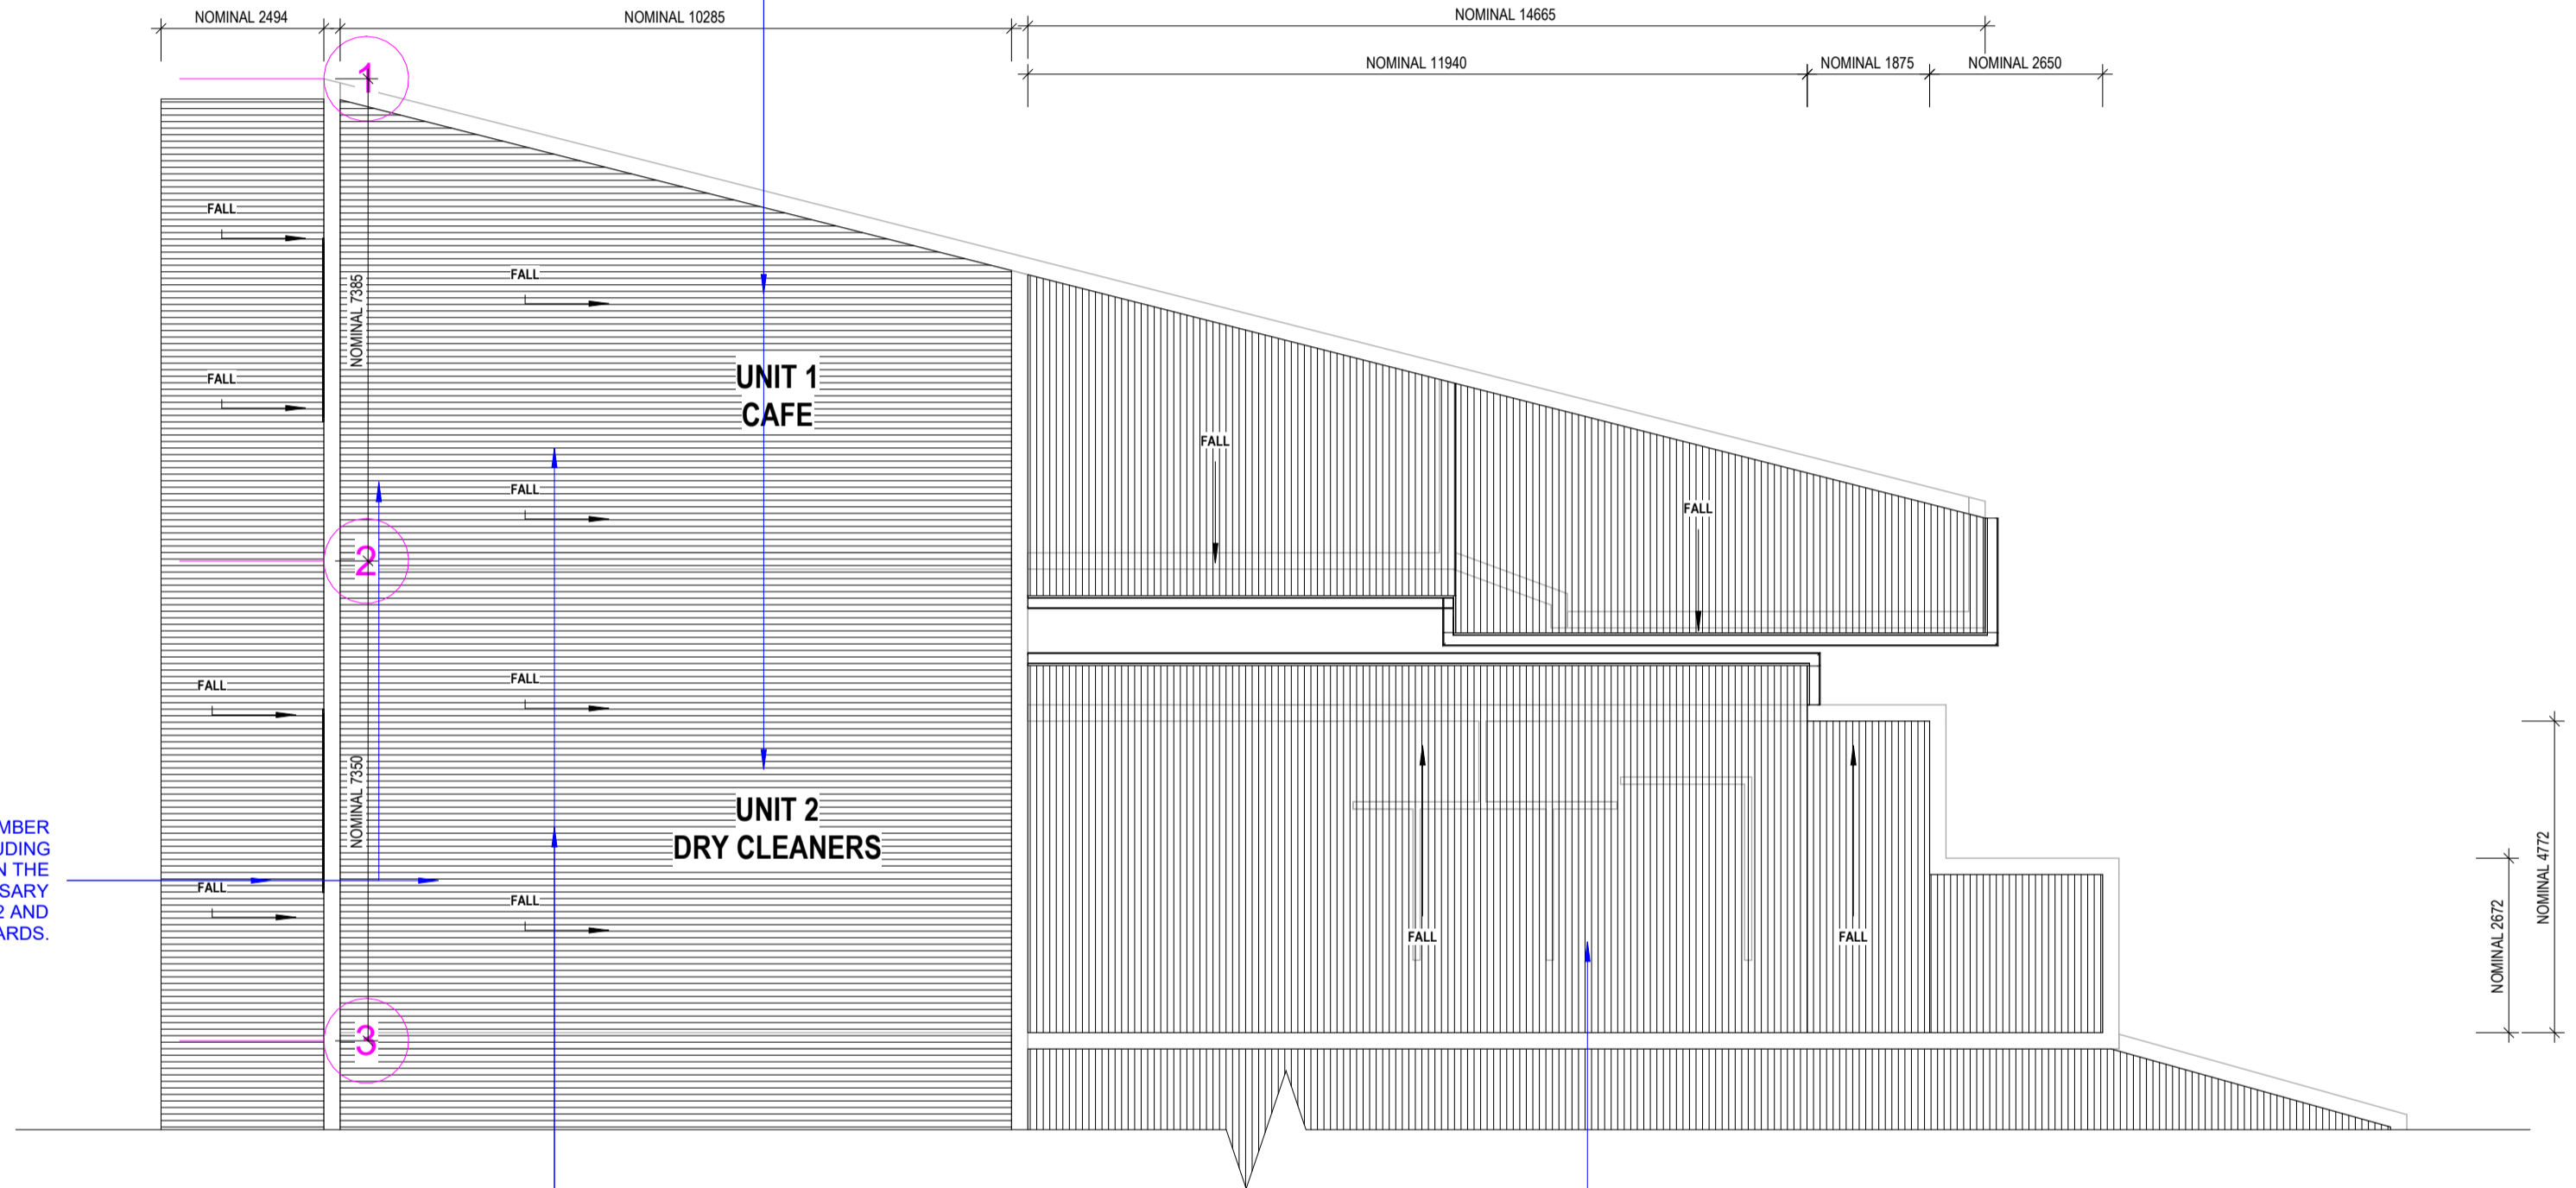 NOMINAL 2494
NOMINAL 10285
NOMINAL 14665
NOMINAL 11940
NOMINAL 1875
NOMINAL 2650
1
FALL
FALL
NOMINAL 7385
FALL
UNIT 1
CAFE
FALL
FALL
FALL
2
FALL
FALL
NOMINAL 7350
UNIT 2
DRY CLEANERS
MBER
UDING
N THE
SARY
2 AND
ARDS.
FALL
FALL
FALL
FALL
NOMINAL 2672
NOMINAL 4772
3